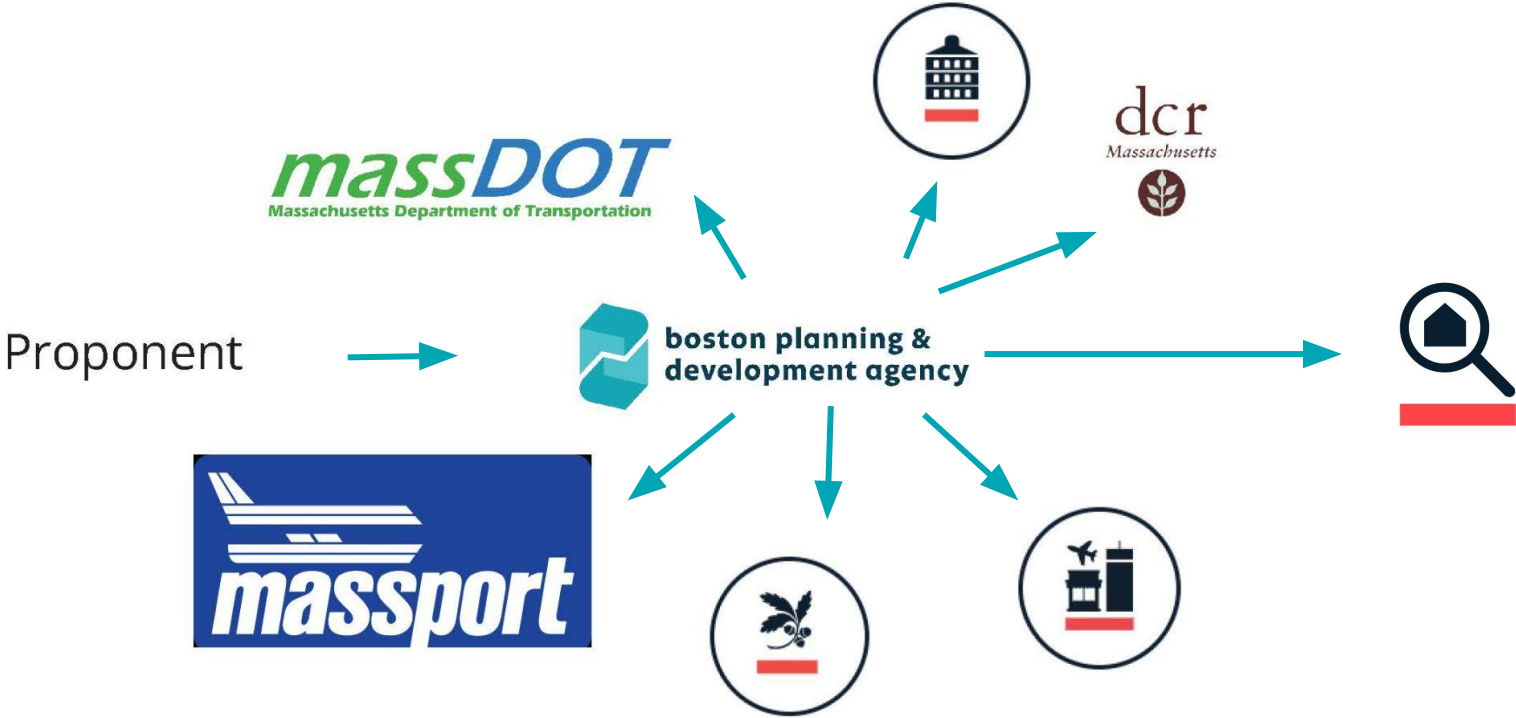 dcr
Massachusetts
massDOT
Massachusetts Department of Transportation
Proponent
boston planning &
development agency
massport